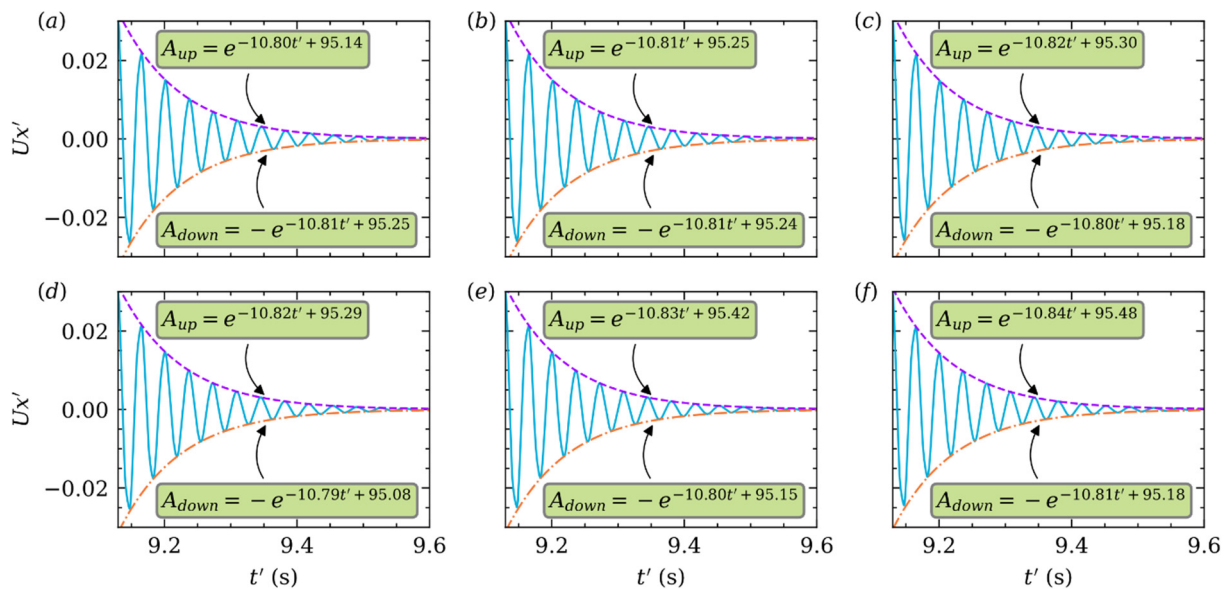 (a) (b) (c)
A_up = e^{-10.80t′ + 95.14} A_up = e^{-10.81t′ + 95.25} A_up = e^{-10.82t′ + 95.30}
0.02
0.00
Ux′
−0.02
A_down = − e^{-10.81t′ + 95.25} A_down = − e^{-10.81t′ + 95.24} A_down = − e^{-10.80t′ + 95.18}
(d) (e) (f)
A_up = e^{-10.82t′ + 95.29} A_up = e^{-10.83t′ + 95.42} A_up = e^{-10.84t′ + 95.48}
0.02
0.00
Ux′
−0.02
A_down = − e^{-10.79t′ + 95.08} A_down = − e^{-10.80t′ + 95.15} A_down = − e^{-10.81t′ + 95.18}
9.2 9.4 9.6 9.2 9.4 9.6 9.2 9.4 9.6
t′ (s) t′ (s) t′ (s)